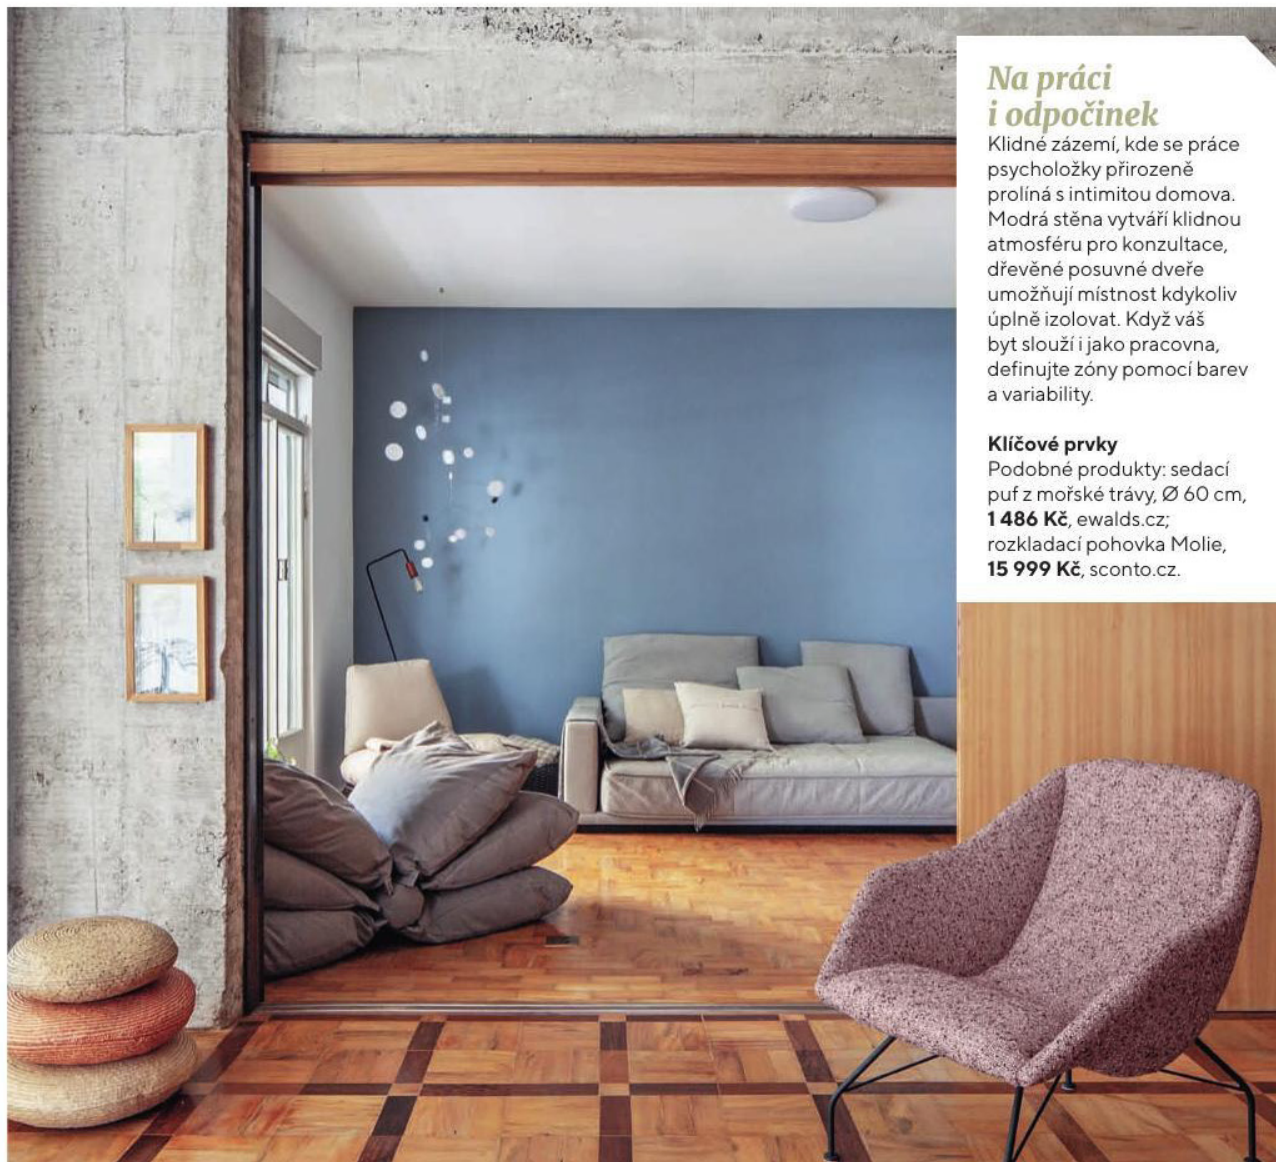 Na práci
i odpočinek
Klidné zázemí, kde se práce
psycholožky přirozeně
prolíná s intimitou domova.
Modrá stěna vytváří klidnou
atmosféru pro konzultace,
dřevěné posuvné dveře
umožňují místnost kdykoliv
úplně izolovat. Když váš
byt slouží i jako pracovna,
definujte zóny pomocí barev
a variability.
Klíčové prvky
Podobné produkty: sedací
puf z mořské trávy, Ø 60 cm,
1 486 Kč, ewalds.cz;
rozkladací pohovka Molie,
15 999 Kč, sconto.cz.